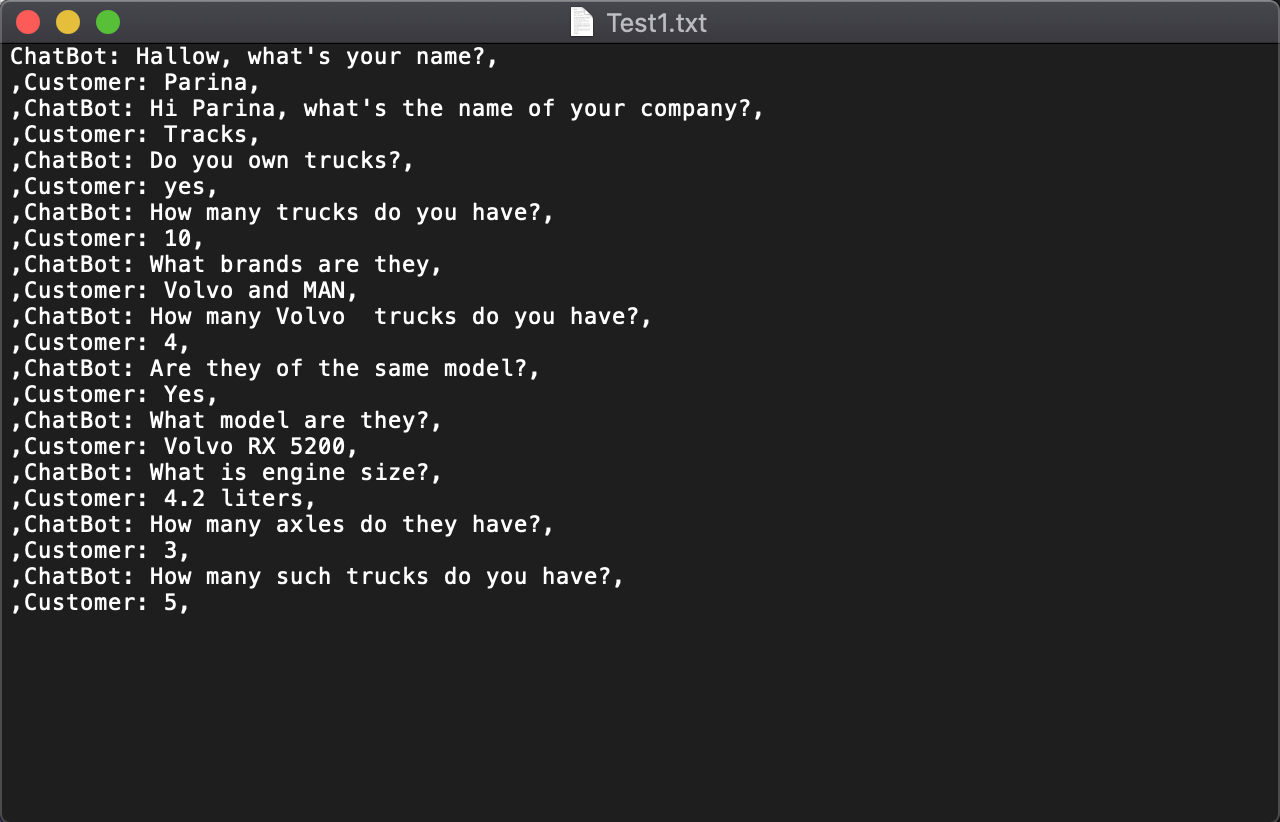 Test1.txt
ChatBot: Hallow, what's your name?,
,Customer: Parina,
,ChatBot: Hi Parina, what's the name of your company?,
,Customer: Tracks,
,ChatBot: Do you own trucks?,
,Customer: yes,
,ChatBot: How many trucks do you have?,
,Customer: 10,
,ChatBot: What brands are they,
,Customer: Volvo and MAN,
,ChatBot: How many Volvo  trucks do you have?,
,Customer: 4,
,ChatBot: Are they of the same model?,
,Customer: Yes,
,ChatBot: What model are they?,
,Customer: Volvo RX 5200,
,ChatBot: What is engine size?,
,Customer: 4.2 liters,
,ChatBot: How many axles do they have?,
,Customer: 3,
,ChatBot: How many such trucks do you have?,
,Customer: 5,